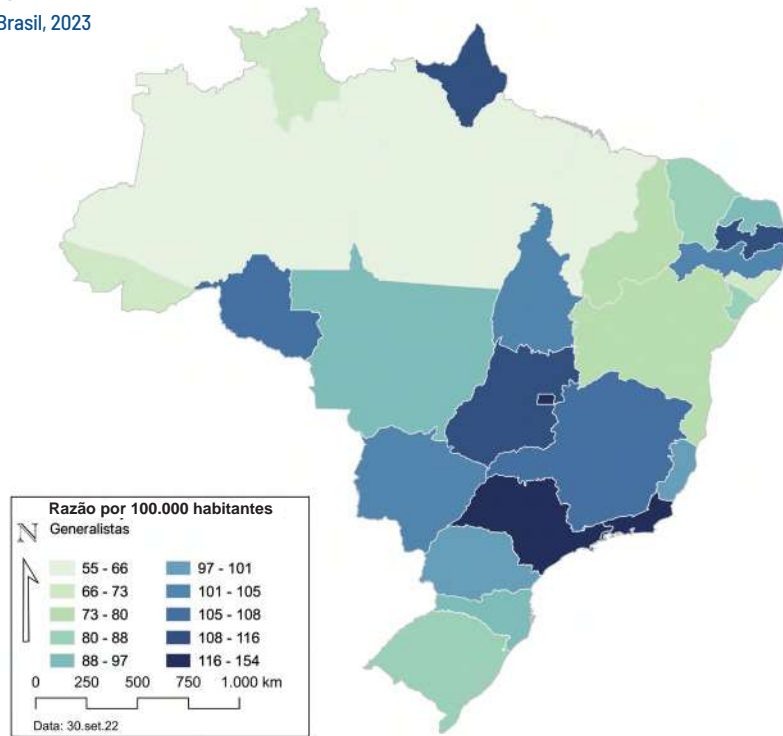 Brasil, 2023
Razão por 100.000 habitantes
N Generalistas
55 - 66
66 - 73
73 - 80
80 - 88
88 - 97
97 - 101
101 - 105
105 - 108
108 - 116
116 - 154
0 250 500 750 1.000 km
Data: 30.set.22